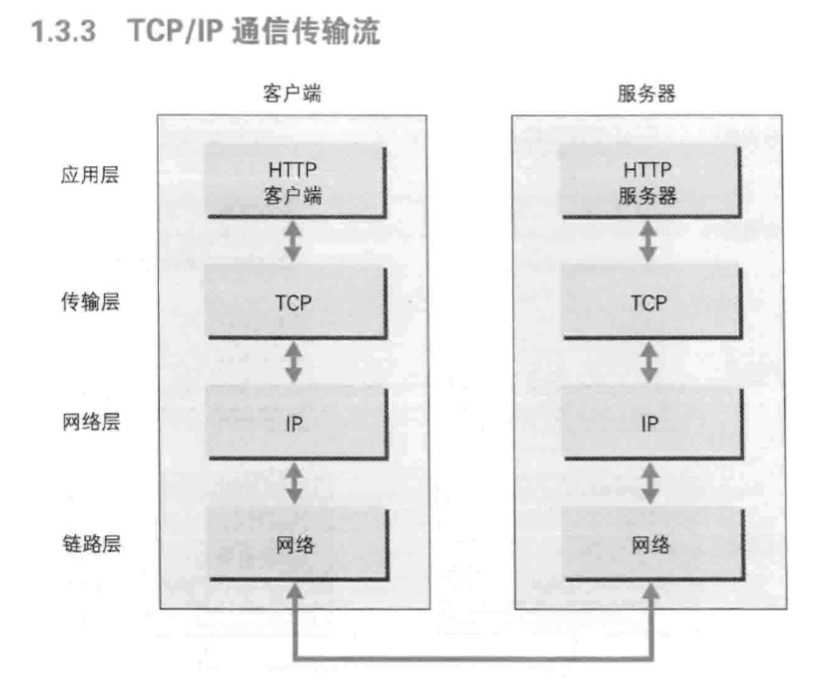 1.3.3 TCP/IP 通信传输流
客户端
服务器
应用层
HTTP
客户端
HTTP
服务器
传输层
TCP
TCP
网络层
IP
IP
链路层
网络
网络